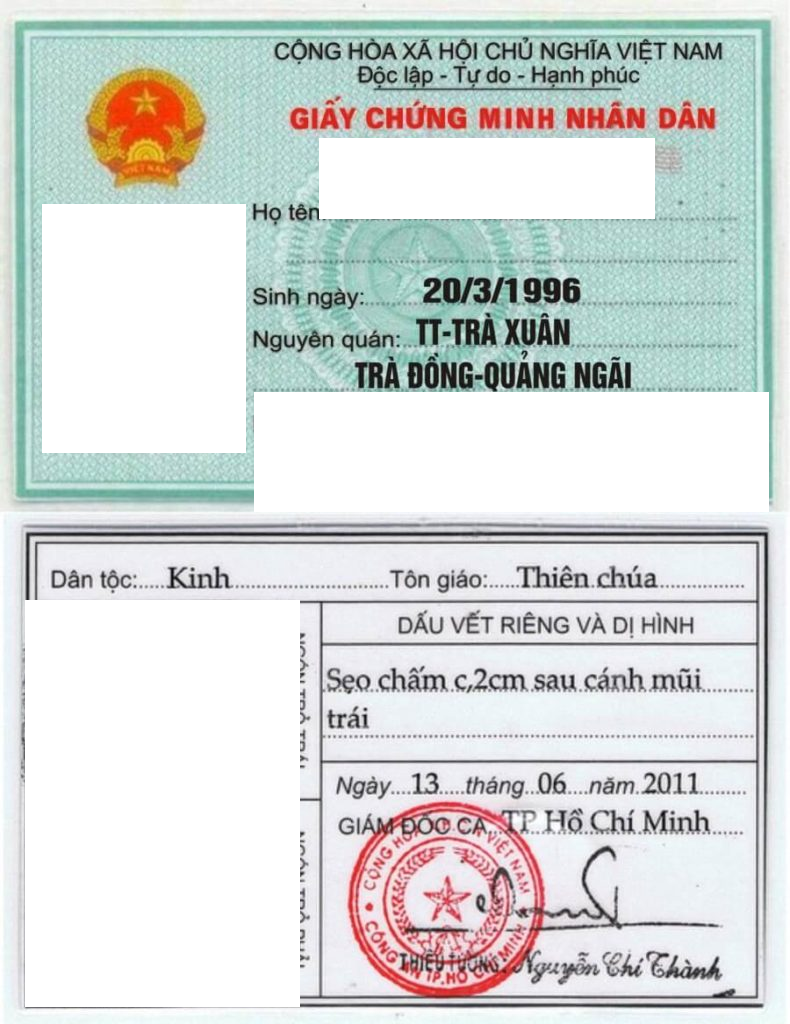 CỘNG HÒA XÃ HỘI CHỦ NGHĨA VIỆT NAM
Độc lập - Tự do - Hạnh phúc
GIẤY CHỨNG MINH NHÂN DÂN
VIỆT NAM
Họ tên
Sinh ngày: 20/3/1996
Nguyên quán: TT-TRÀ XUÂN
TRÀ ĐỒNG-QUẢNG NGÃI
Dân tộc: Kinh Tôn giáo: Thiên chúa
DẤU VẾT RIÊNG VÀ DỊ HÌNH
Sẹo chấm c,2cm sau cánh mũi
trái
Ngày 13 tháng 06 năm 2011
GIÁM ĐỐC CA TP Hồ Chí Minh
CÔNG AN TP.HỒ CHÍ MINH
THIẾU TƯỚNG: Nguyễn Chí Thành